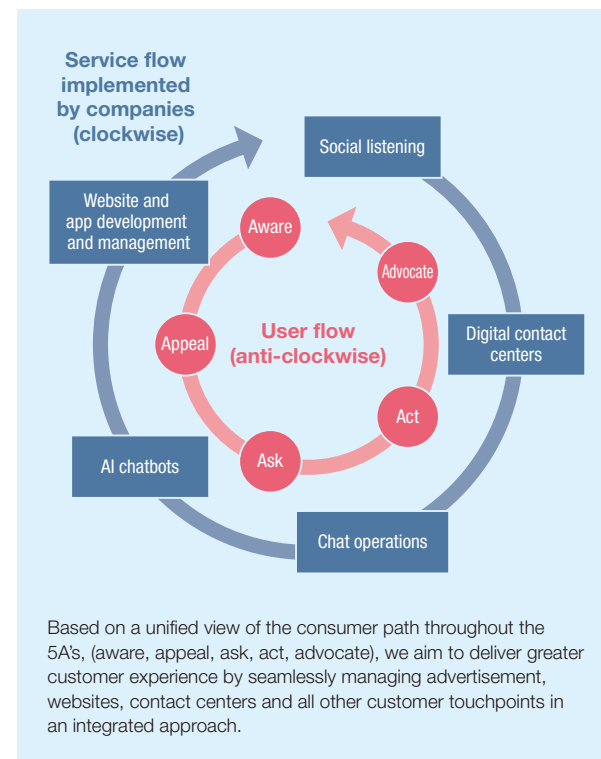 Service flow
implemented
by companies
(clockwise)
Social listening
Website and
app development
and management
Aware
Advocate
User flow
(anti-clockwise)
Appeal
Digital contact
centers
Act
Ask
AI chatbots
Chat operations
Based on a unified view of the consumer path throughout the
5A's, (aware, appeal, ask, act, advocate), we aim to deliver greater
customer experience by seamlessly managing advertisement,
websites, contact centers and all other customer touchpoints in
an integrated approach.